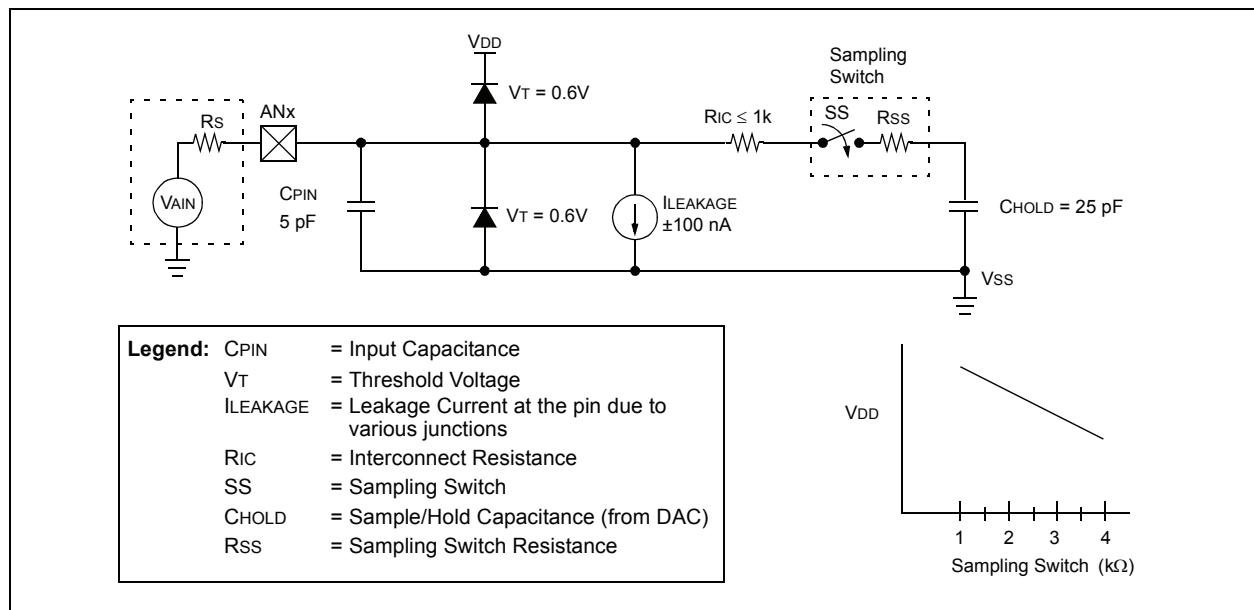 VDD
Sampling
Switch
VT = 0.6V
ANx
RS
RIC ≤ 1k
SS
RSS
VAIN
CPIN
5 pF
VT = 0.6V
ILEAKAGE
±100 nA
CHOLD = 25 pF
VSS
Legend: CPIN = Input Capacitance
VT = Threshold Voltage
ILEAKAGE = Leakage Current at the pin due to
various junctions
RIC = Interconnect Resistance
SS = Sampling Switch
CHOLD = Sample/Hold Capacitance (from DAC)
RSS = Sampling Switch Resistance
VDD
1 2 3 4
Sampling Switch (kΩ)